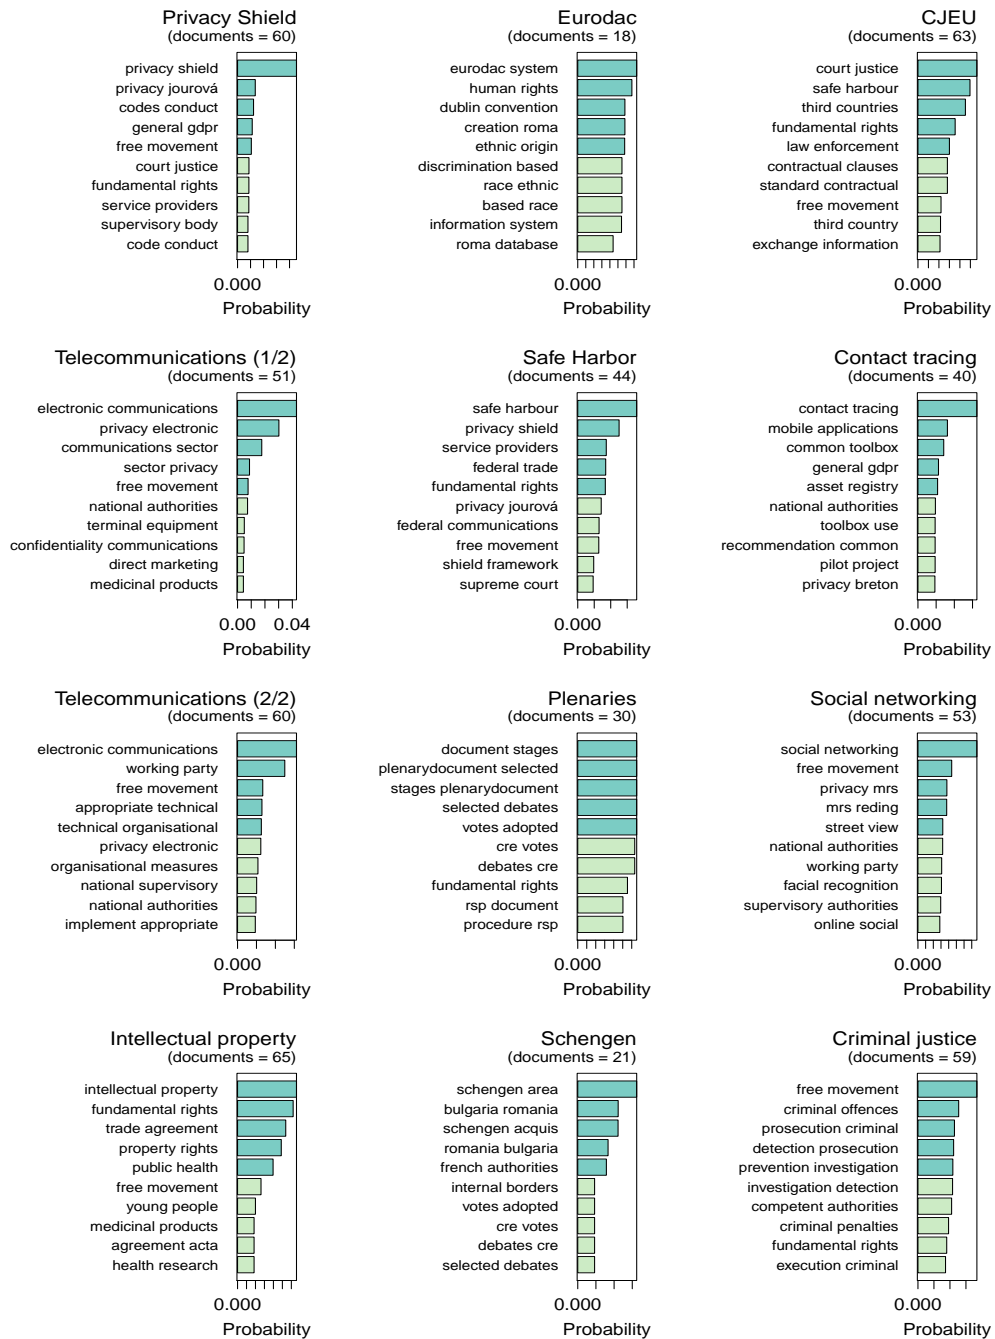 Privacy Shield
(documents = 60)
privacy shield
privacy jourová
codes conduct
general gdpr
free movement
court justice
fundamental rights
service providers
supervisory body
code conduct
0.000
Probability
Eurodac
(documents = 18)
eurodac system
human rights
dublin convention
creation roma
ethnic origin
discrimination based
race ethnic
based race
information system
roma database
0.000
Probability
CJEU
(documents = 63)
court justice
safe harbour
third countries
fundamental rights
law enforcement
contractual clauses
standard contractual
free movement
third country
exchange information
0.000
Probability
Telecommunications (1/2)
(documents = 51)
electronic communications
privacy electronic
communications sector
sector privacy
free movement
national authorities
terminal equipment
confidentiality communications
direct marketing
medicinal products
0.00 0.04
Probability
Safe Harbor
(documents = 44)
safe harbour
privacy shield
service providers
federal trade
fundamental rights
privacy jourová
federal communications
free movement
shield framework
supreme court
0.000
Probability
Contact tracing
(documents = 40)
contact tracing
mobile applications
common toolbox
general gdpr
asset registry
national authorities
toolbox use
recommendation common
pilot project
privacy breton
0.000
Probability
Telecommunications (2/2)
(documents = 60)
electronic communications
working party
free movement
appropriate technical
technical organisational
privacy electronic
organisational measures
national supervisory
national authorities
implement appropriate
0.000
Probability
Plenaries
(documents = 30)
document stages
plenarydocument selected
stages plenarydocument
selected debates
votes adopted
cre votes
debates cre
fundamental rights
rsp document
procedure rsp
0.000
Probability
Social networking
(documents = 53)
social networking
free movement
privacy mrs
mrs reding
street view
national authorities
working party
facial recognition
supervisory authorities
online social
0.000
Probability
Intellectual property
(documents = 65)
intellectual property
fundamental rights
trade agreement
property rights
public health
free movement
young people
medicinal products
agreement acta
health research
0.000
Probability
Schengen
(documents = 21)
schengen area
bulgaria romania
schengen acquis
romania bulgaria
french authorities
internal borders
votes adopted
cre votes
debates cre
selected debates
0.000
Probability
Criminal justice
(documents = 59)
free movement
criminal offences
prosecution criminal
detection prosecution
prevention investigation
investigation detection
competent authorities
criminal penalties
fundamental rights
execution criminal
0.000
Probability